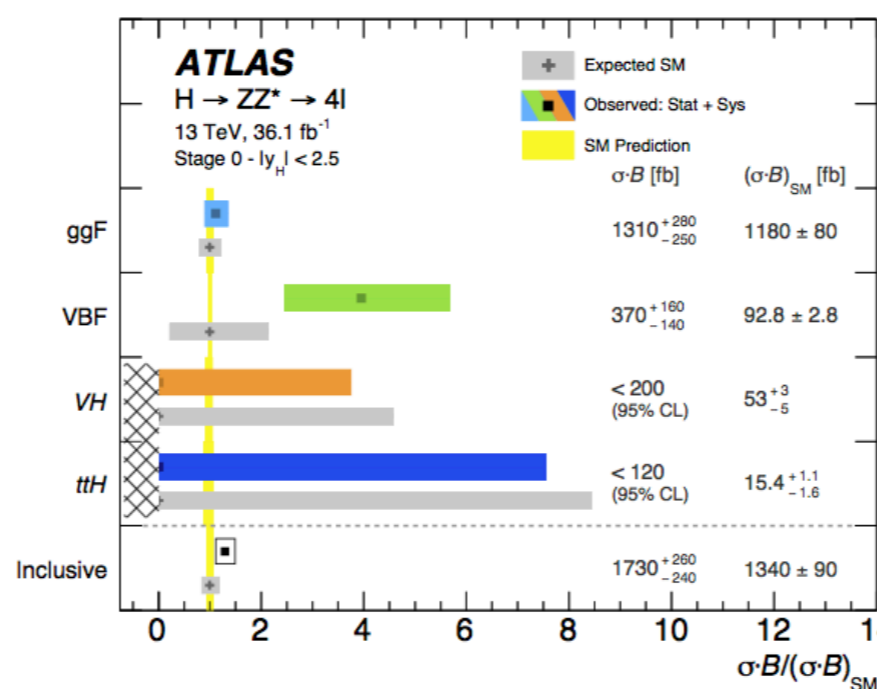 ATLAS
H → ZZ* → 4l
13 TeV, 36.1 fb⁻¹
Stage 0 - |y_H| < 2.5
Expected SM
Observed: Stat + Sys
SM Prediction
σ·B [fb] (σ·B)_SM [fb]
ggF 1310 +280 −250 1180 ± 80
VBF 370 +160 −140 92.8 ± 2.8
VH < 200 (95% CL) 53 +3 −5
ttH < 120 (95% CL) 15.4 +1.1 −1.6
Inclusive 1730 +260 −240 1340 ± 90
0 2 4 6 8 10 12 1
σ·B/(σ·B)_SM